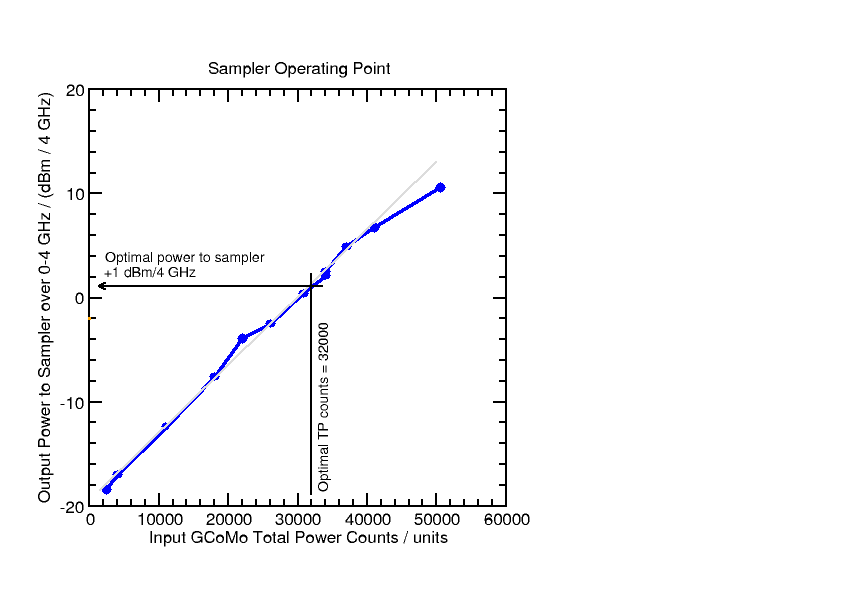 Sampler Operating Point
Output Power to Sampler over 0-4 GHz / (dBm / 4 GHz)
20
10
0
-10
-20
Optimal power to sampler
+1 dBm/4 GHz
Optimal TP counts = 32000
0 10000 20000 30000 40000 50000 60000
Input GCoMo Total Power Counts / units